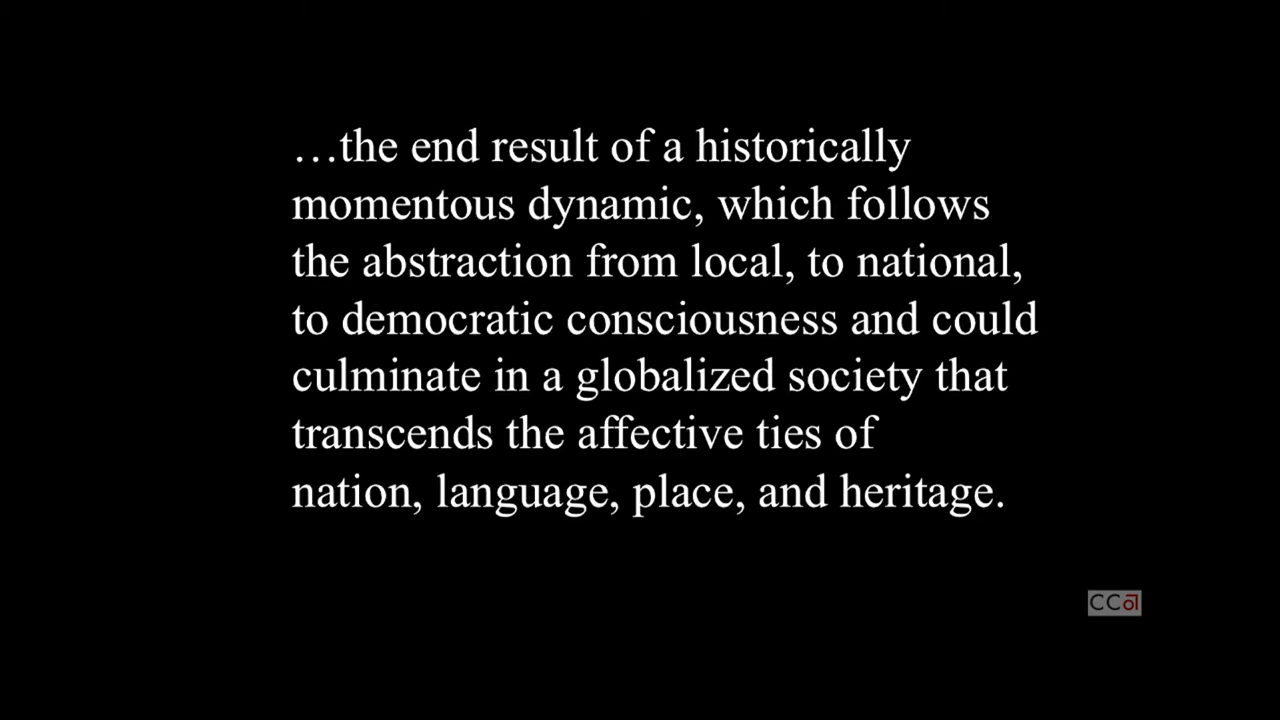 …the end result of a historically
momentous dynamic, which follows
the abstraction from local, to national,
to democratic consciousness and could
culminate in a globalized society that
transcends the affective ties of
nation, language, place, and heritage.
CCa